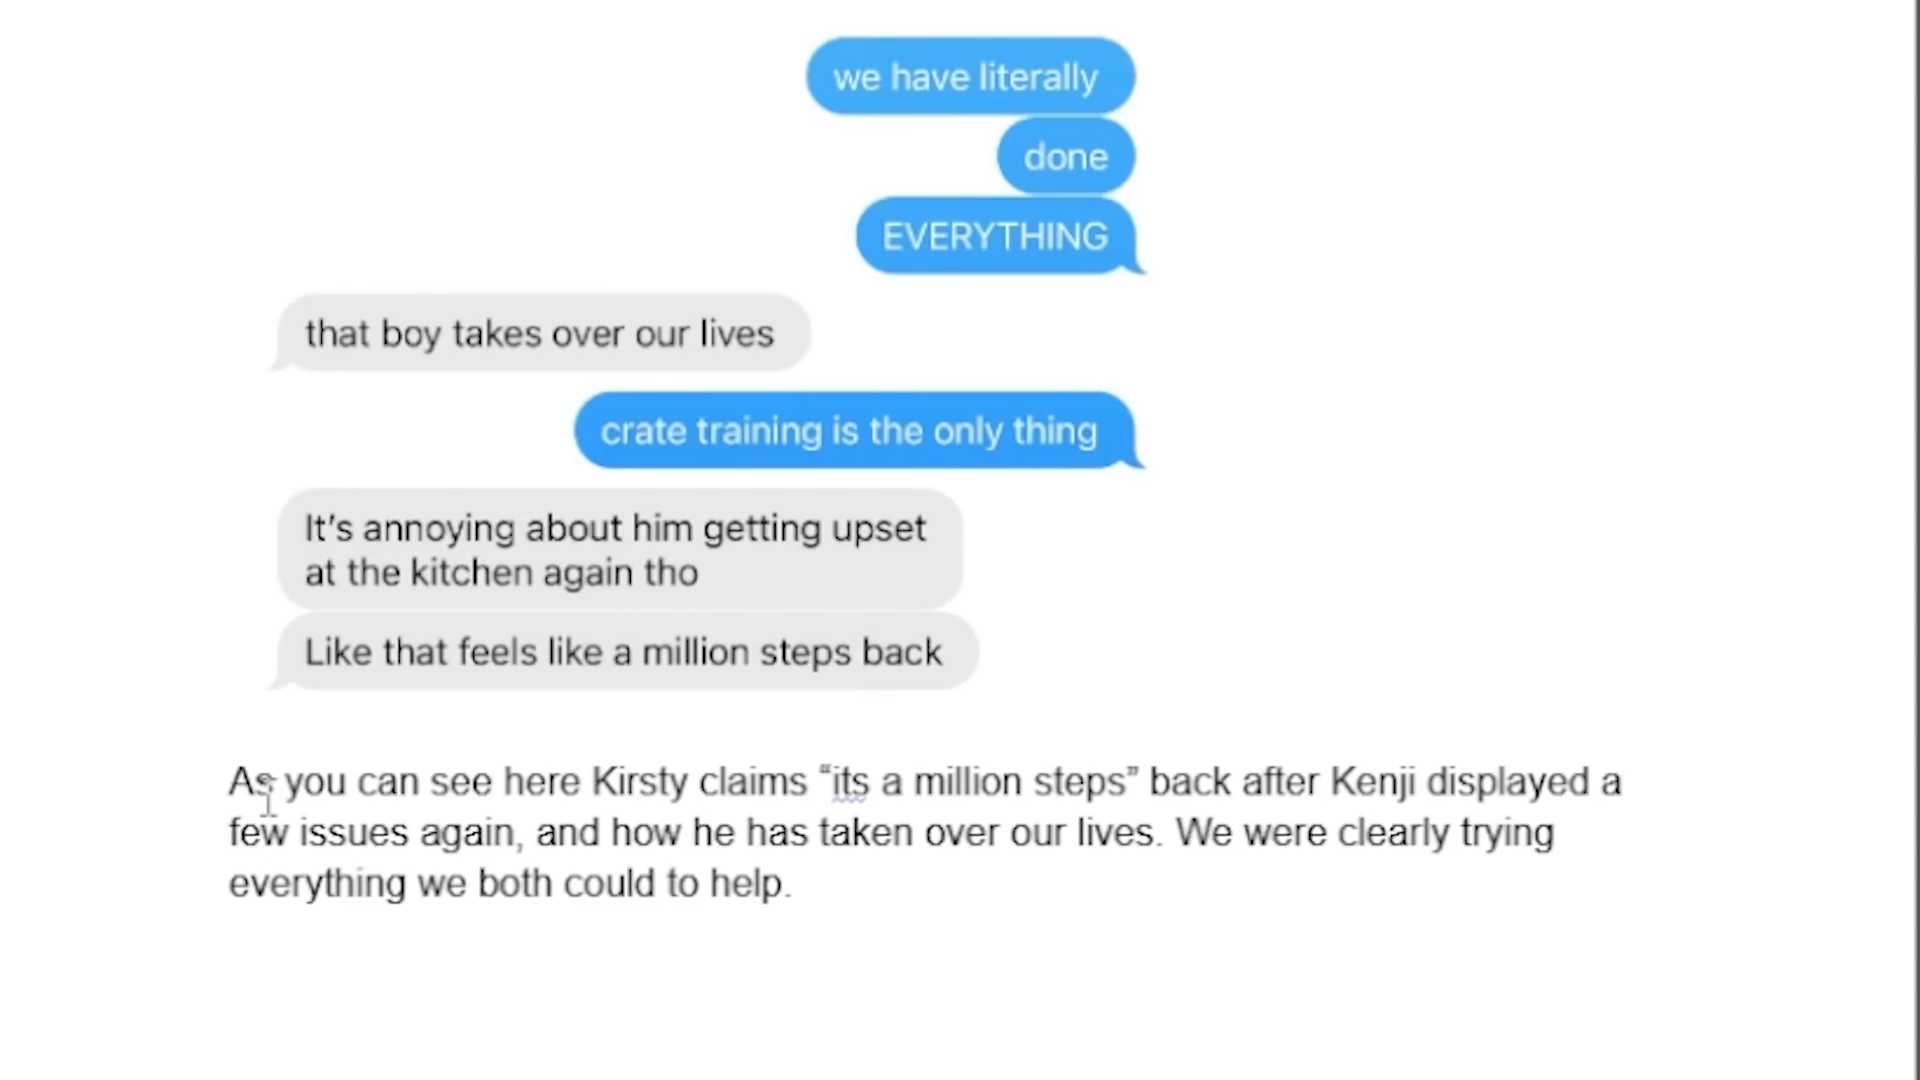 we have literally
done
EVERYTHING
that boy takes over our lives
crate training is the only thing
It's annoying about him getting upset
at the kitchen again tho
Like that feels like a million steps back
As you can see here Kirsty claims “its a million steps” back after Kenji displayed a
few issues again, and how he has taken over our lives. We were clearly trying
everything we both could to help.